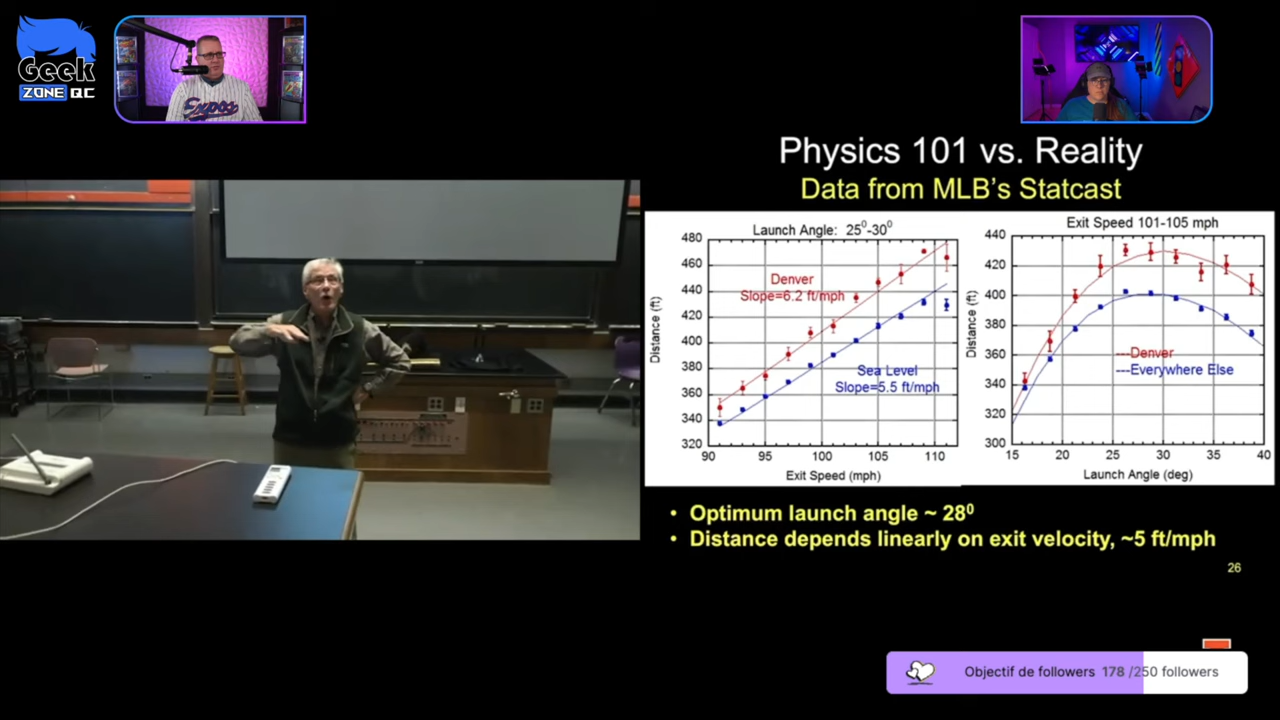 Geek
ZONE QC
Expos
Physics 101 vs. Reality
Data from MLB's Statcast
Launch Angle: 25⁰-30⁰
Distance (ft)
480
460
440
420
400
380
360
340
320
Denver
Slope=6.2 ft/mph
Sea Level
Slope=5.5 ft/mph
90 95 100 105 110
Exit Speed (mph)
Exit Speed 101-105 mph
Distance (ft)
440
420
400
380
360
340
320
300
---Denver
---Everywhere Else
15 20 25 30 35 40
Launch Angle (deg)
• Optimum launch angle ~ 28⁰
• Distance depends linearly on exit velocity, ~5 ft/mph
26
Objectif de followers 178 /250 followers